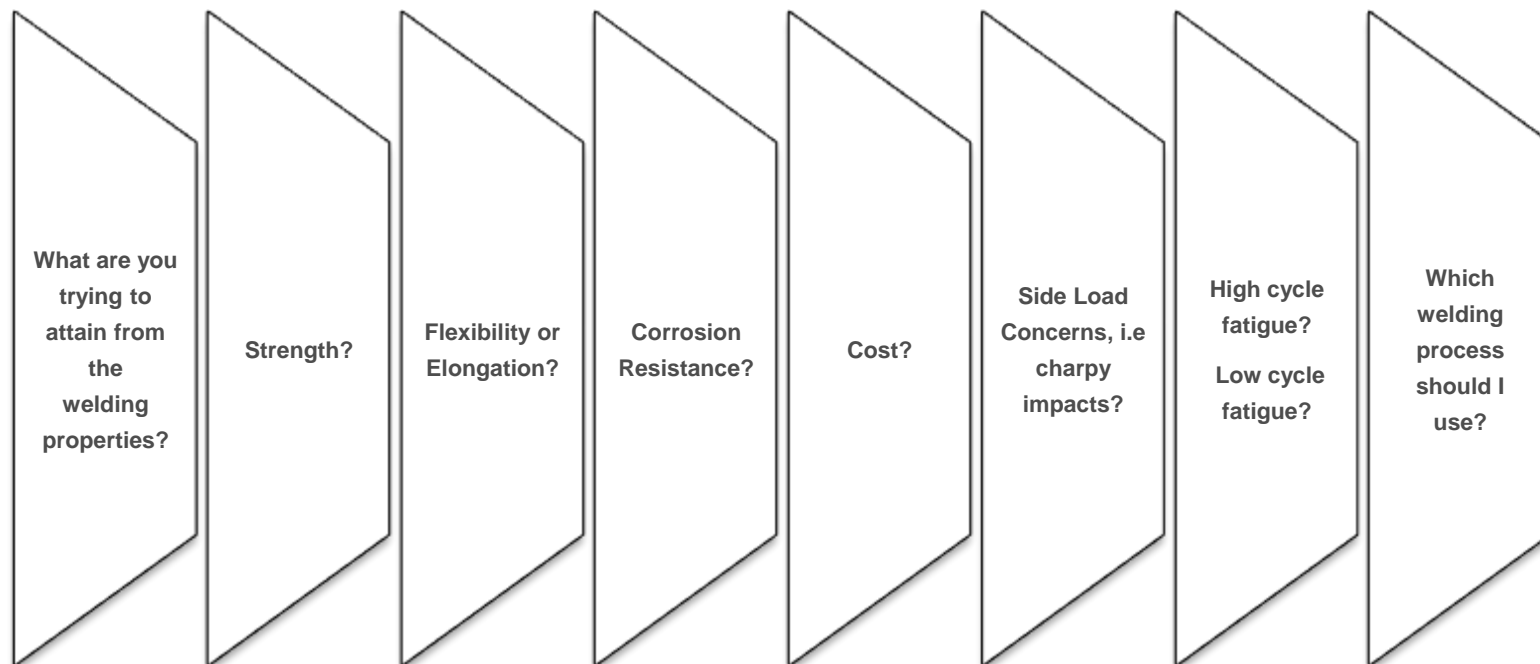 What are you
trying to
attain from
the
welding
properties?
Strength?
Flexibility or
Elongation?
Corrosion
Resistance?
Cost?
Side Load
Concerns, i.e
charpy
impacts?
High cycle
fatigue?
Low cycle
fatigue?
Which
welding
process
should I
use?